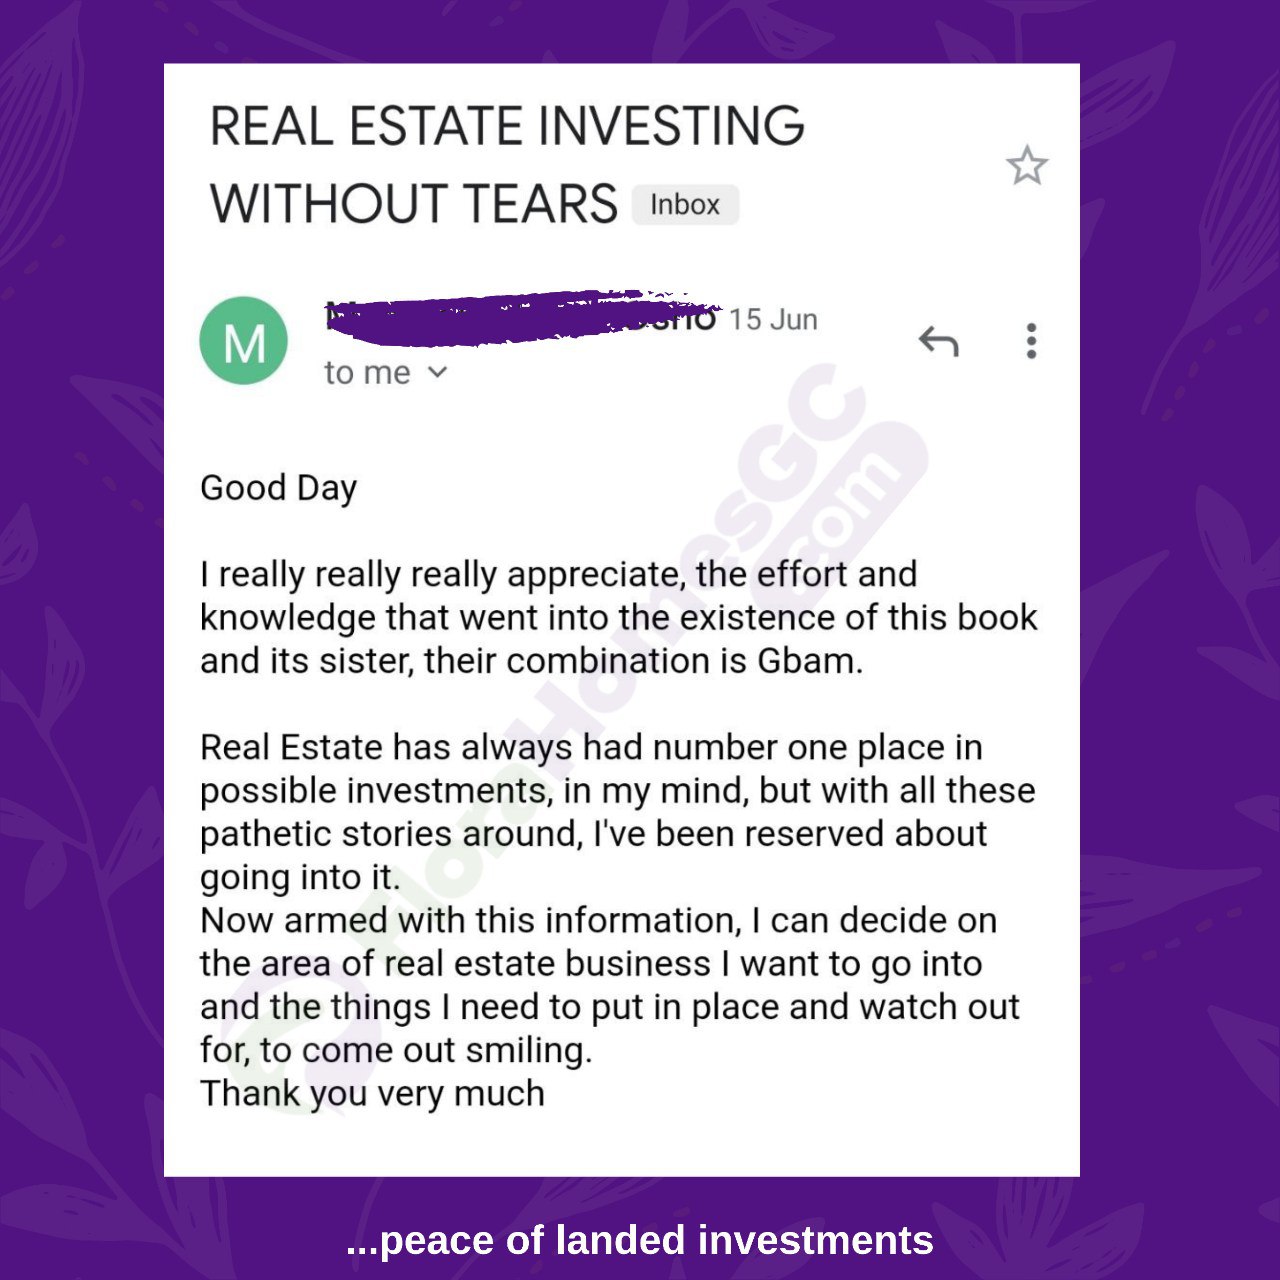 REAL ESTATE INVESTING
WITHOUT TEARS Inbox
M
15 Jun
to me
Good Day
I really really really appreciate, the effort and
knowledge that went into the existence of this book
and its sister, their combination is Gbam.
Real Estate has always had number one place in
possible investments, in my mind, but with all these
pathetic stories around, I've been reserved about
going into it.
Now armed with this information, I can decide on
the area of real estate business I want to go into
and the things I need to put in place and watch out
for, to come out smiling.
Thank you very much
FloraHomesGC
.com
...peace of landed investments